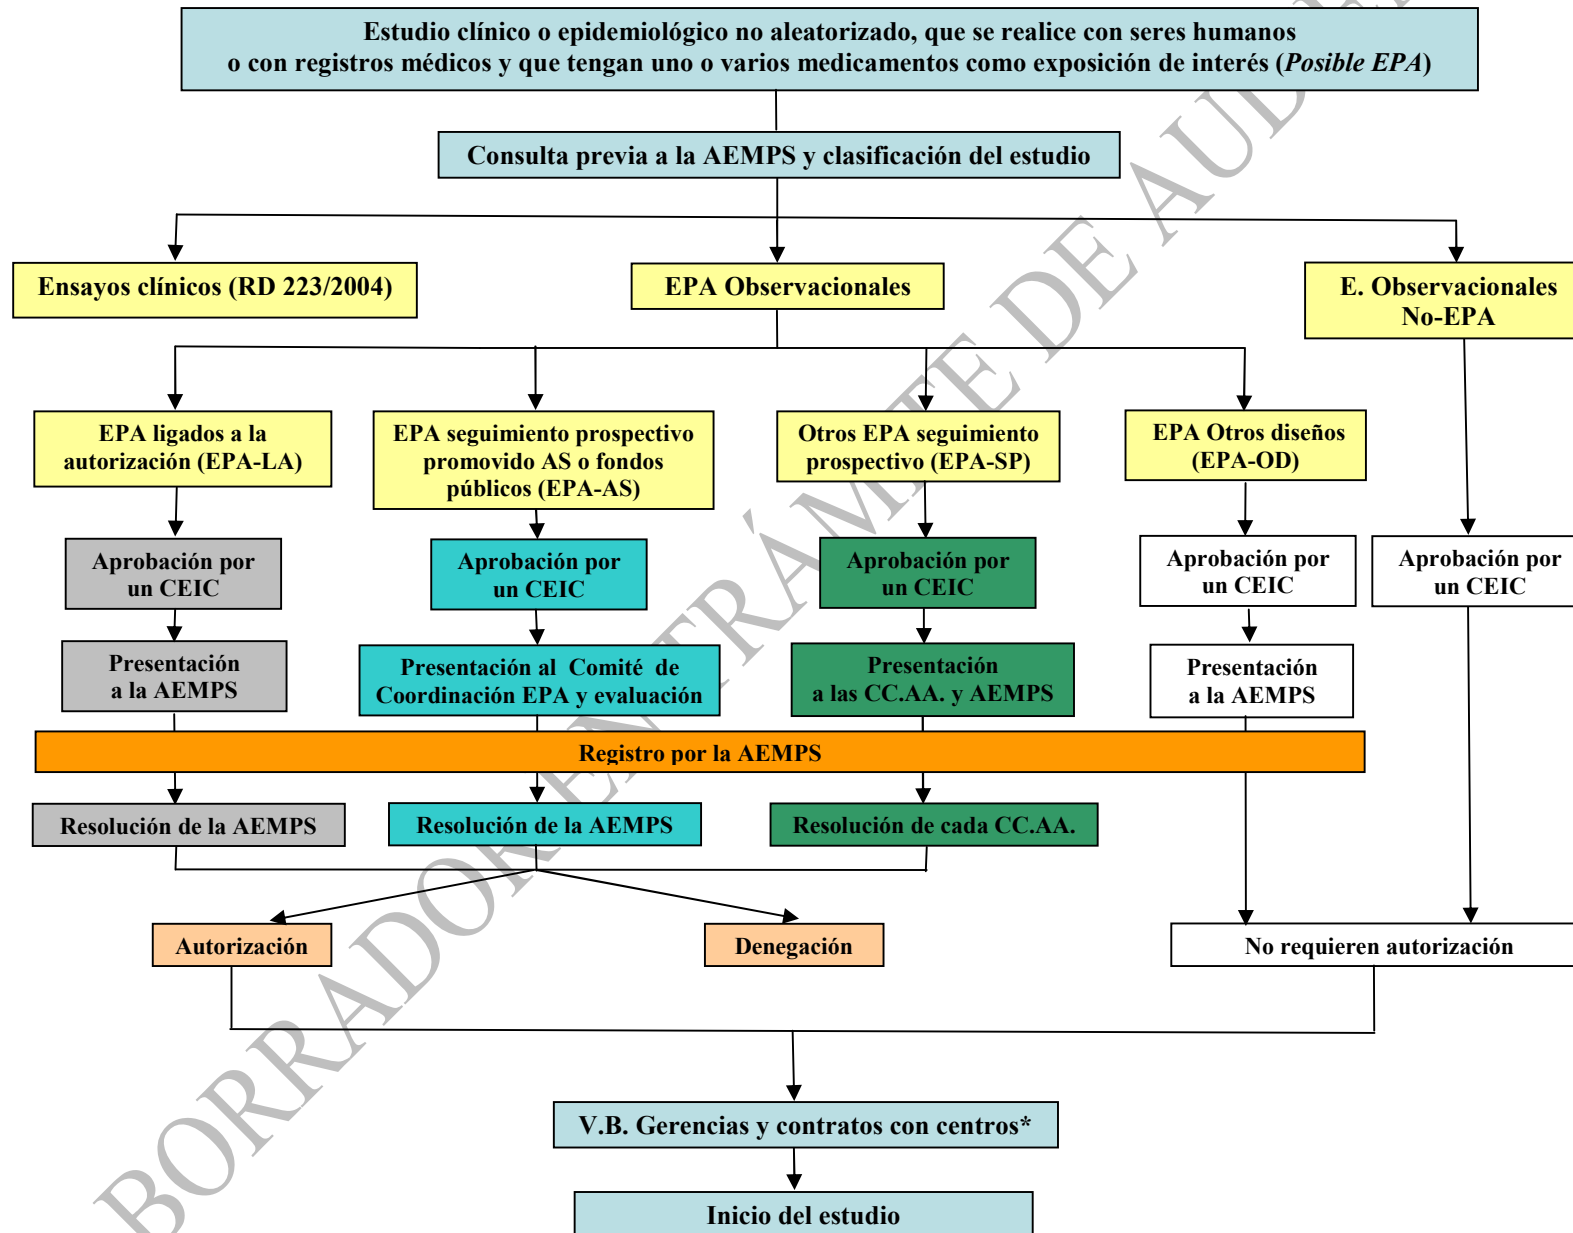 Estudio clínico o epidemiológico no aleatorizado, que se realice con seres humanos
o con registros médicos y que tengan uno o varios medicamentos como exposición de interés (Posible EPA)
Consulta previa a la AEMPS y clasificación del estudio
Ensayos clínicos (RD 223/2004)
EPA Observacionales
E. Observacionales
No-EPA
EPA ligados a la
autorización (EPA-LA)
EPA seguimiento prospectivo
promovido AS o fondos
públicos (EPA-AS)
Otros EPA seguimiento
prospectivo (EPA-SP)
EPA Otros diseños
(EPA-OD)
Aprobación por
un CEIC
Aprobación por
un CEIC
Aprobación por
un CEIC
Aprobación por
un CEIC
Aprobación por
un CEIC
Presentación
a la AEMPS
Presentación al Comité de
Coordinación EPA y evaluación
Presentación
a las CC.AA. y AEMPS
Presentación
a la AEMPS
Registro por la AEMPS
Resolución de la AEMPS
Resolución de la AEMPS
Resolución de cada CC.AA.
Autorización
Denegación
No requieren autorización
V.B. Gerencias y contratos con centros*
Inicio del estudio
BORRADOR EN TRÁMITE DE